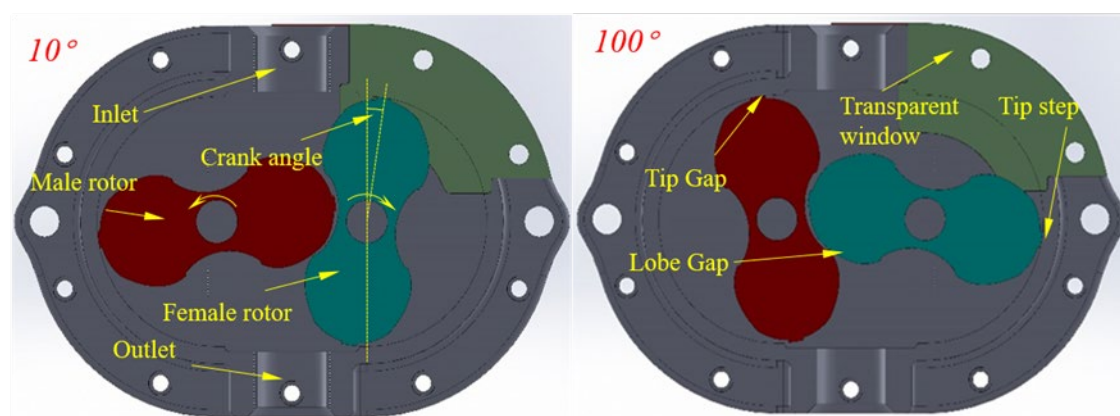 10°
Inlet
Crank angle
Male rotor
Female rotor
Outlet
100°
Transparent
window
Tip step
Tip Gap
Lobe Gap